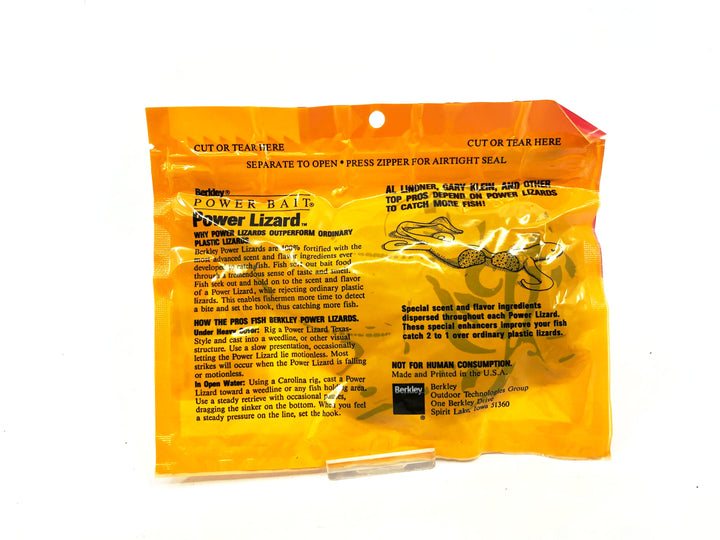 CUT OR TEAR HERE
CUT OR TEAR HERE
SEPARATE TO OPEN • PRESS ZIPPER FOR AIRTIGHT SEAL
Berkley®
POWER BAIT®
Power Lizard™
WHY POWER LIZARDS OUTPERFORM ORDINARY
PLASTIC LIZARDS
Berkley Power Lizards are 100% fortified with the
most advanced scent and flavor ingredients ever
developed to catch fish. Fish seek out bait food
through a tremendous sense of taste and smell.
Fish seek out and hold on to the scent and flavor
of a Power Lizard, while rejecting ordinary plastic
lizards. This enables fishermen more time to detect
a bite and set the hook, thus catching more fish.
HOW THE PROS FISH BERKLEY POWER LIZARDS.
Under Heavy Cover: Rig a Power Lizard Texas-
Style and cast into a weedline, or other visual
structure. Use a slow presentation, occasionally
letting the Power Lizard lie motionless. Most
strikes will occur when the Power Lizard is falling
or motionless.
In Open Water: Using a Carolina rig, cast a Power
Lizard toward a weedline or any fish holding area.
Use a steady retrieve with occasional pauses,
dragging the sinker on the bottom. When you feel
a steady pressure on the line, set the hook.
AL LINDNER, GARY KLEIN, AND OTHER
TOP PROS DEPEND ON POWER LIZARDS
TO CATCH MORE FISH!
Special scent and flavor ingredients
dispersed throughout each Power Lizard.
These special enhancers improve your fish
catch 2 to 1 over ordinary plastic lizards.
NOT FOR HUMAN CONSUMPTION.
Made and Printed in the U.S.A.
Berkley
®
Berkley
Outdoor Technologies Group
One Berkley Drive
Spirit Lake, Iowa 51360